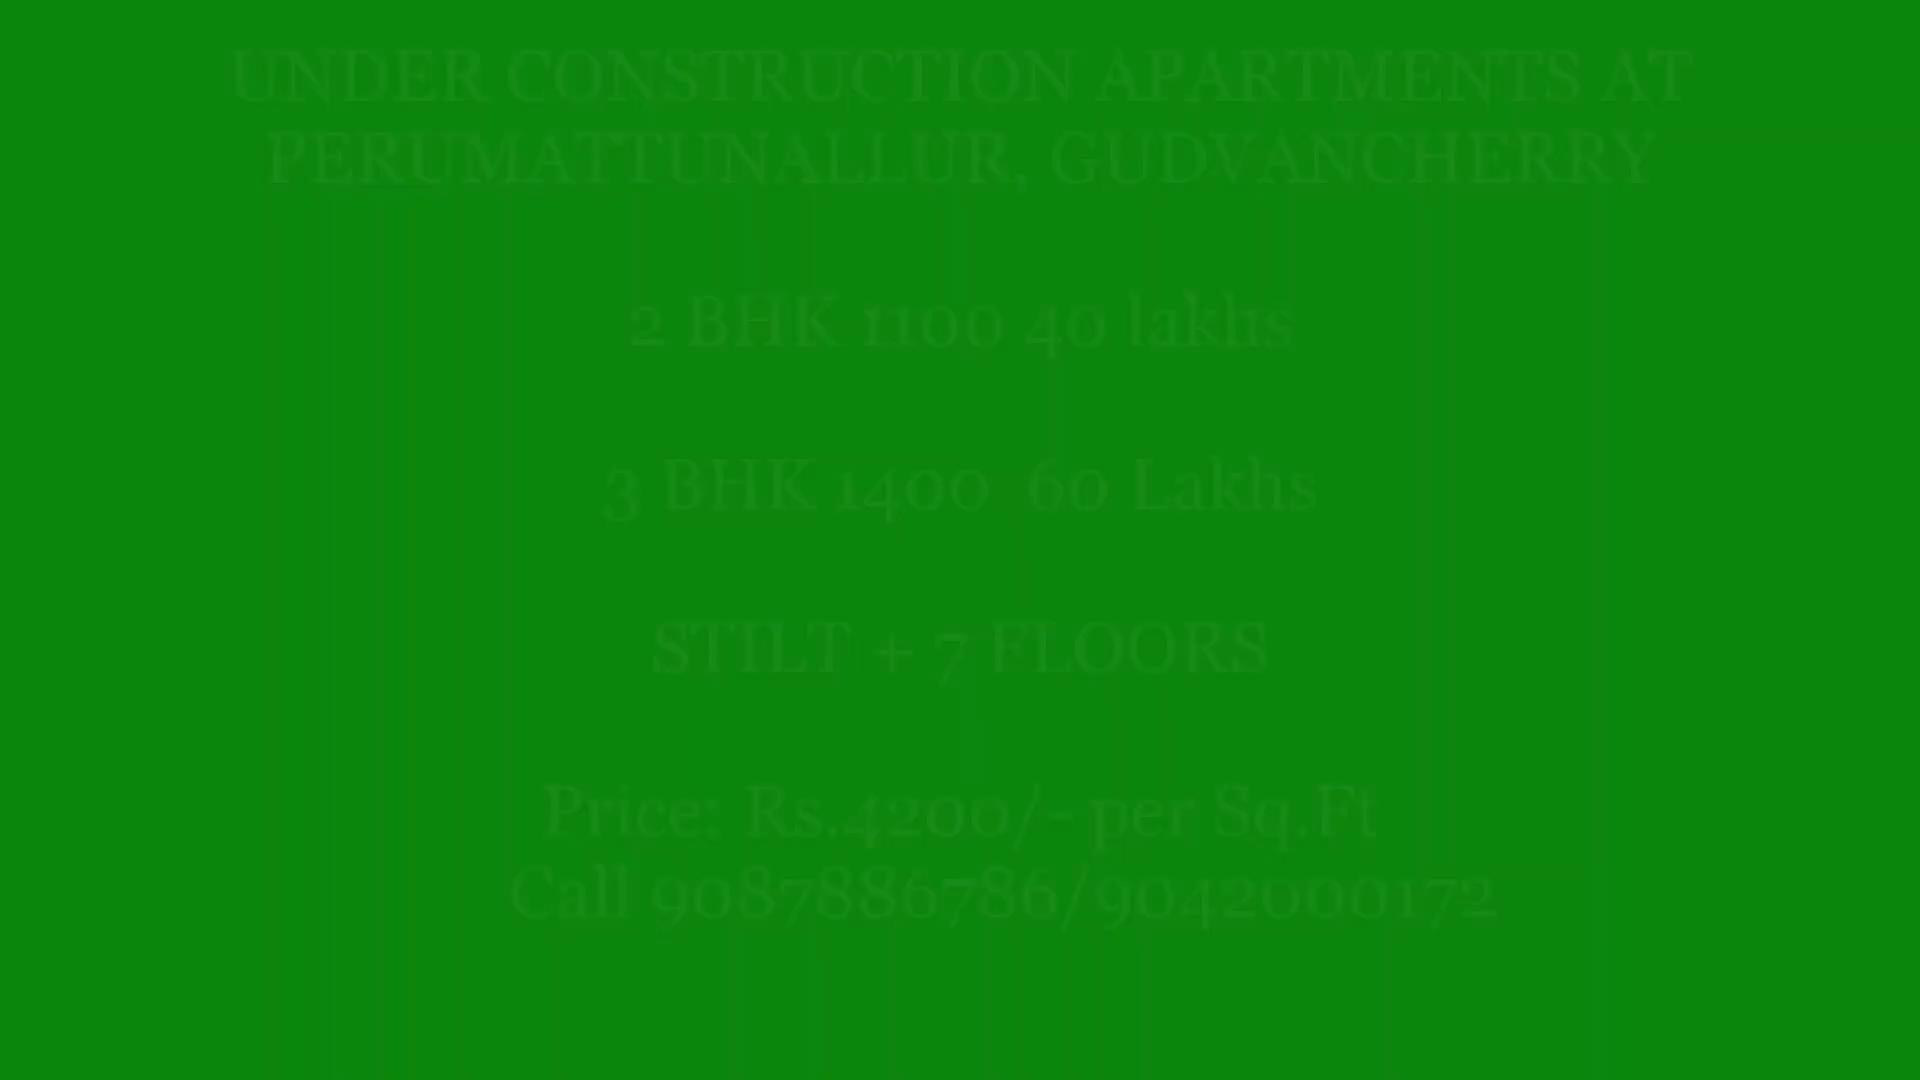 UNDER CONSTRUCTION APARTMENTS AT
PERUMATTUNALLUR, GUDVANCHERRY
2 BHK 1100 40 lakhs
3 BHK 1400 60 Lakhs
STILT + 7 FLOORS
Price: Rs.4200/- per Sq.Ft
Call 9087886786/9042000172